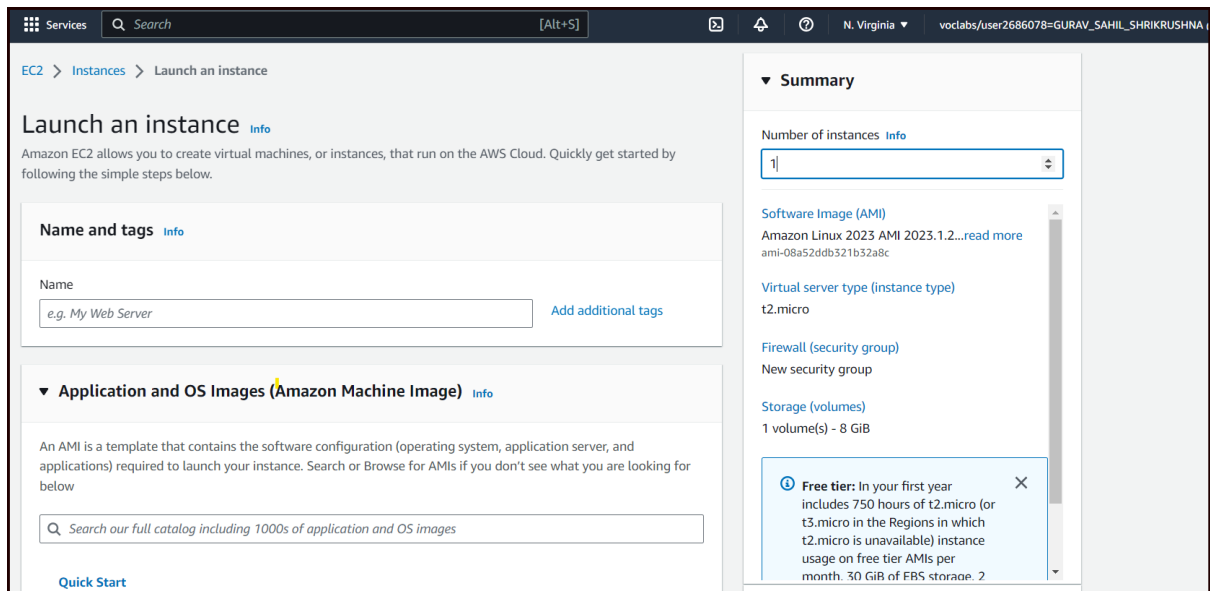 Services
Search [Alt+S]
N. Virginia
voclabs/user2686078=GURAV_SAHIL_SHRIKRUSHNA
EC2 > Instances > Launch an instance
Launch an instance Info
Amazon EC2 allows you to create virtual machines, or instances, that run on the AWS Cloud. Quickly get started by
following the simple steps below.
Name and tags Info
Name
e.g. My Web Server
Add additional tags
Application and OS Images (Amazon Machine Image) Info
An AMI is a template that contains the software configuration (operating system, application server, and
applications) required to launch your instance. Search or Browse for AMIs if you don't see what you are looking for
below
Search our full catalog including 1000s of application and OS images
Quick Start
Summary
Number of instances Info
1
Software Image (AMI)
Amazon Linux 2023 AMI 2023.1.2...read more
ami-08a52ddb321b32a8c
Virtual server type (instance type)
t2.micro
Firewall (security group)
New security group
Storage (volumes)
1 volume(s) - 8 GiB
Free tier: In your first year
includes 750 hours of t2.micro (or
t3.micro in the Regions in which
t2.micro is unavailable) instance
usage on free tier AMIs per
month, 30 GiB of EBS storage, 2